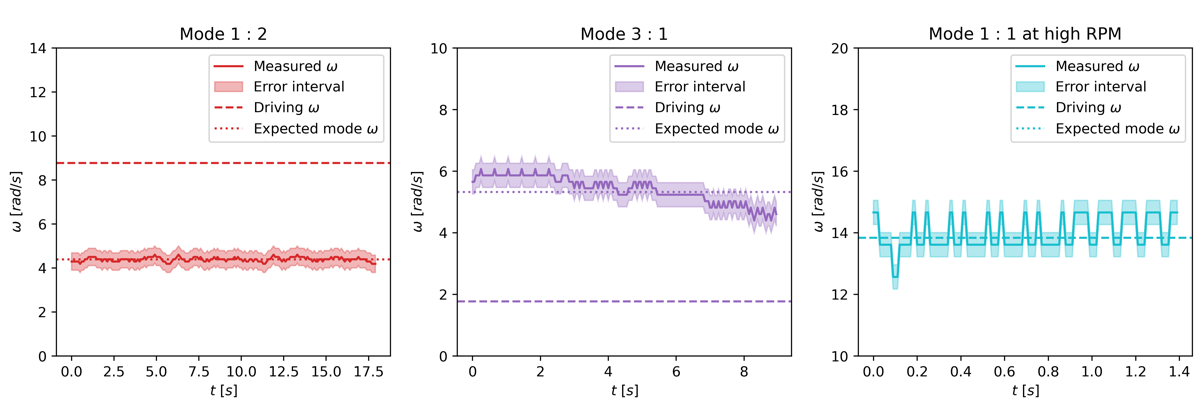 Mode 1 : 2
14
12
10
8
6
4
2
0
ω [rad/s]
0.0 2.5 5.0 7.5 10.0 12.5 15.0 17.5
t [s]
Measured ω
Error interval
Driving ω
Expected mode ω
Mode 3 : 1
10
8
6
4
2
0
ω [rad/s]
0 2 4 6 8
t [s]
Measured ω
Error interval
Driving ω
Expected mode ω
Mode 1 : 1 at high RPM
20
18
16
14
12
10
ω [rad/s]
0.0 0.2 0.4 0.6 0.8 1.0 1.2 1.4
t [s]
Measured ω
Error interval
Driving ω
Expected mode ω